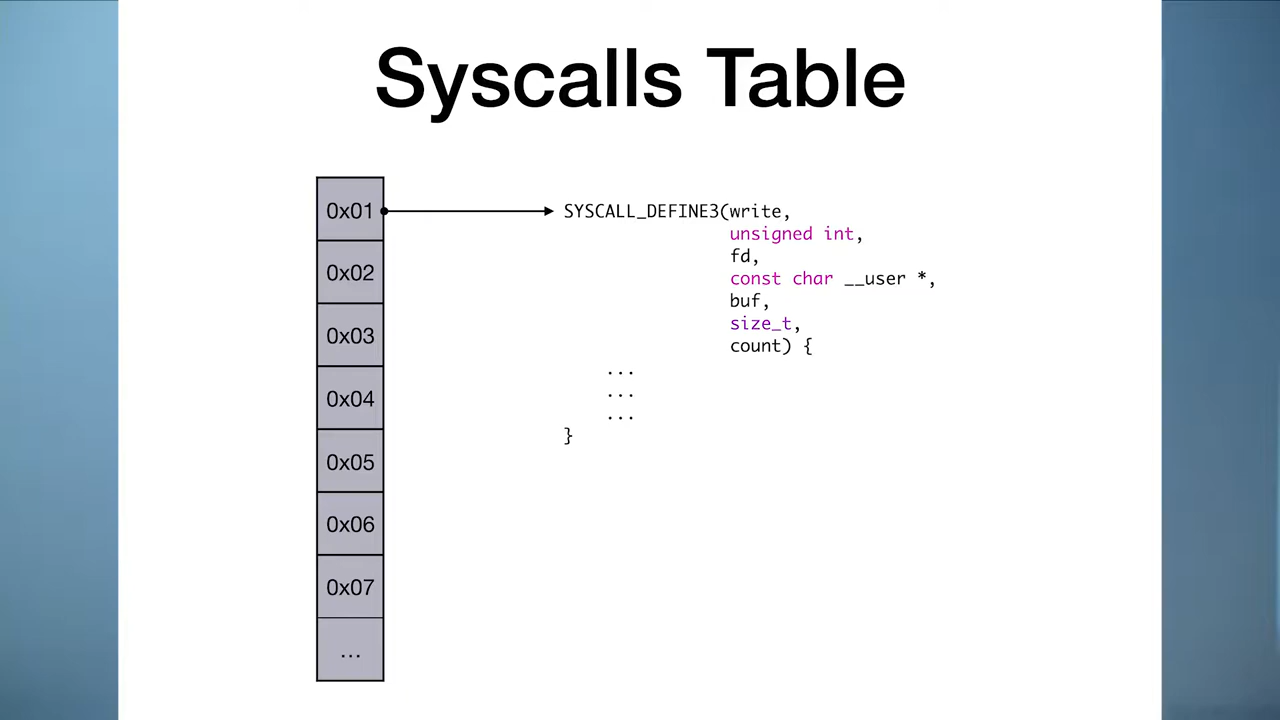 Syscalls Table
0x01
0x02
0x03
0x04
0x05
0x06
0x07
...
SYSCALL_DEFINE3(write,
unsigned int,
fd,
const char __user *,
buf,
size_t,
count) {
...
...
...
}